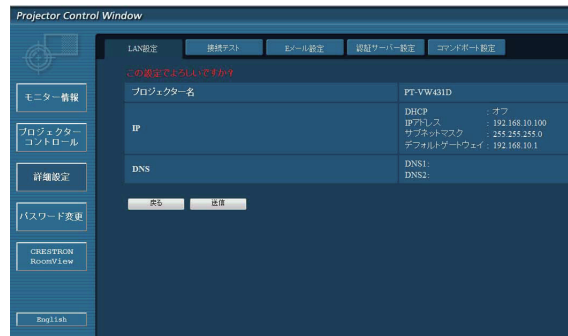 Projector Control Window
LAN設定 接続テスト Eメール設定 認証サーバー設定 コマンドポート設定
この設定でよろしいですか?
モニター情報
プロジェクター
コントロール
詳細設定
パスワード変更
CRESTRON
RoomView
English
プロジェクター名 PT-VW431D
IP
DHCP : オフ
IPアドレス : 192.168.10.100
サブネットマスク : 255.255.255.0
デフォルトゲートウェイ : 192.168.10.1
DNS
DNS1:
DNS2:
戻る 送信